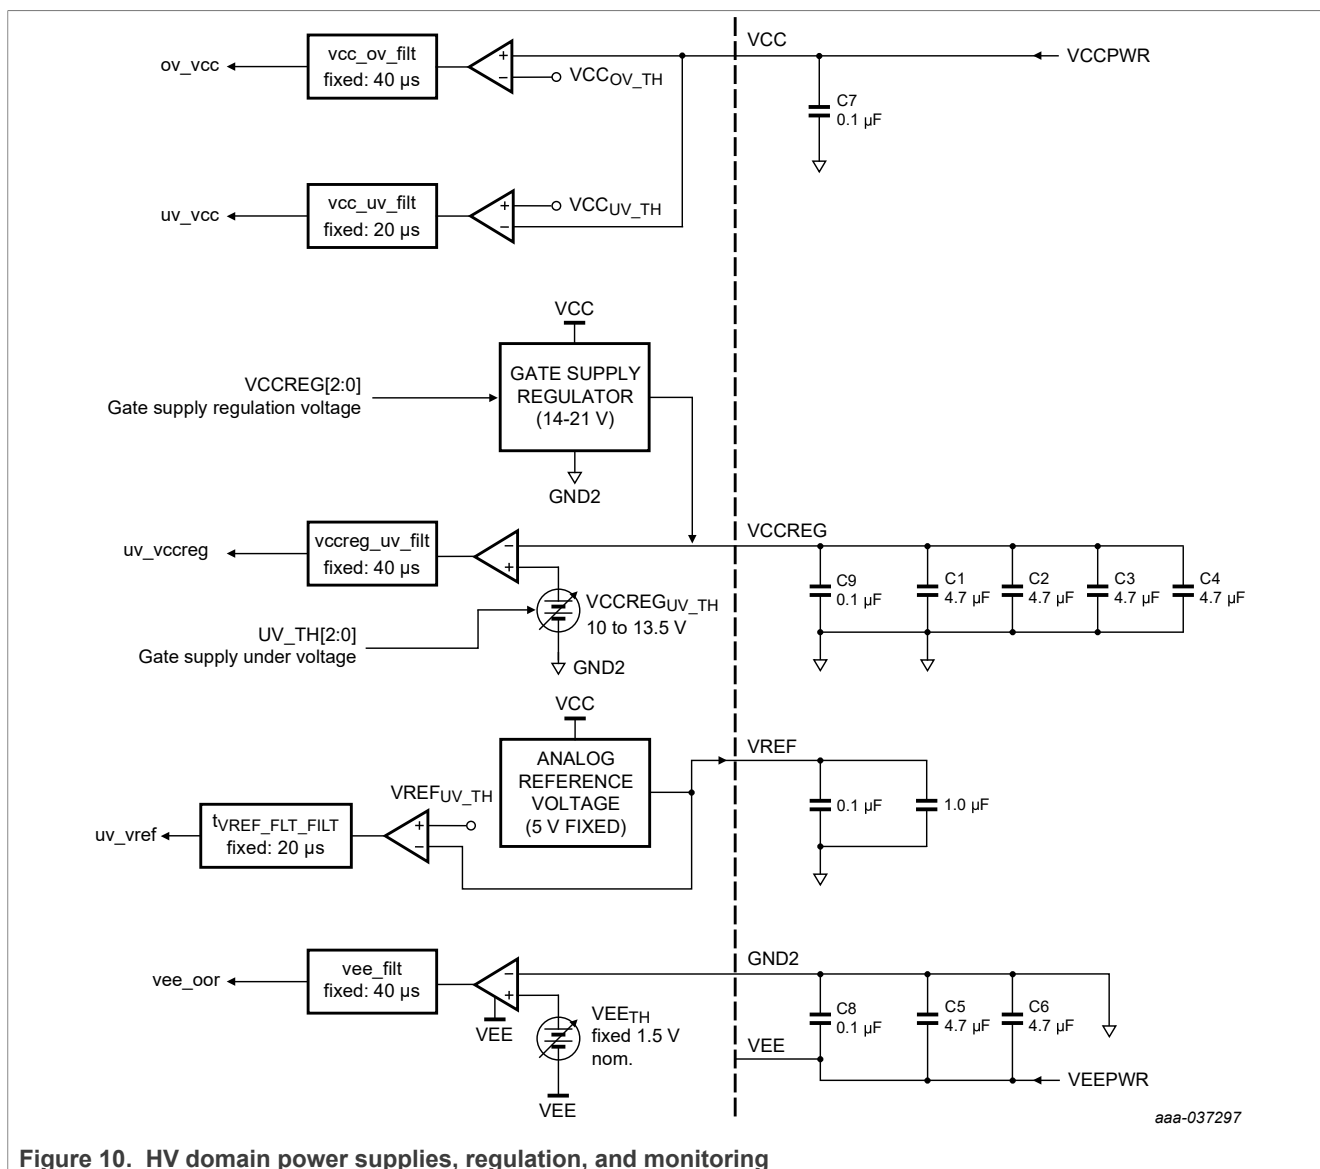 VCC
VCCPWR
ov_vcc
vcc_ov_filt
fixed: 40 µs
+
−
VCCOV_TH
C7
0.1 µF
uv_vcc
vcc_uv_filt
fixed: 20 µs
+
−
VCCUV_TH
VCC
VCCREG[2:0]
Gate supply regulation voltage
GATE SUPPLY
REGULATOR
(14-21 V)
GND2
uv_vccreg
vccreg_uv_filt
fixed: 40 µs
−
+
VCCREG
VCCREGUV_TH
10 to 13.5 V
UV_TH[2:0]
Gate supply under voltage
GND2
C9
0.1 µF
C1
4.7 µF
C2
4.7 µF
C3
4.7 µF
C4
4.7 µF
VCC
ANALOG
REFERENCE
VOLTAGE
(5 V FIXED)
VREF
VREFUV_TH
uv_vref
tVREF_FLT_FILT
fixed: 20 µs
+
−
0.1 µF
1.0 µF
vee_oor
vee_filt
fixed: 40 µs
−
+
VEE
VEETH
fixed 1.5 V
nom.
VEE
GND2
C8
0.1 µF
C5
4.7 µF
C6
4.7 µF
VEE
VEEPWR
aaa-037297
Figure 10. HV domain power supplies, regulation, and monitoring